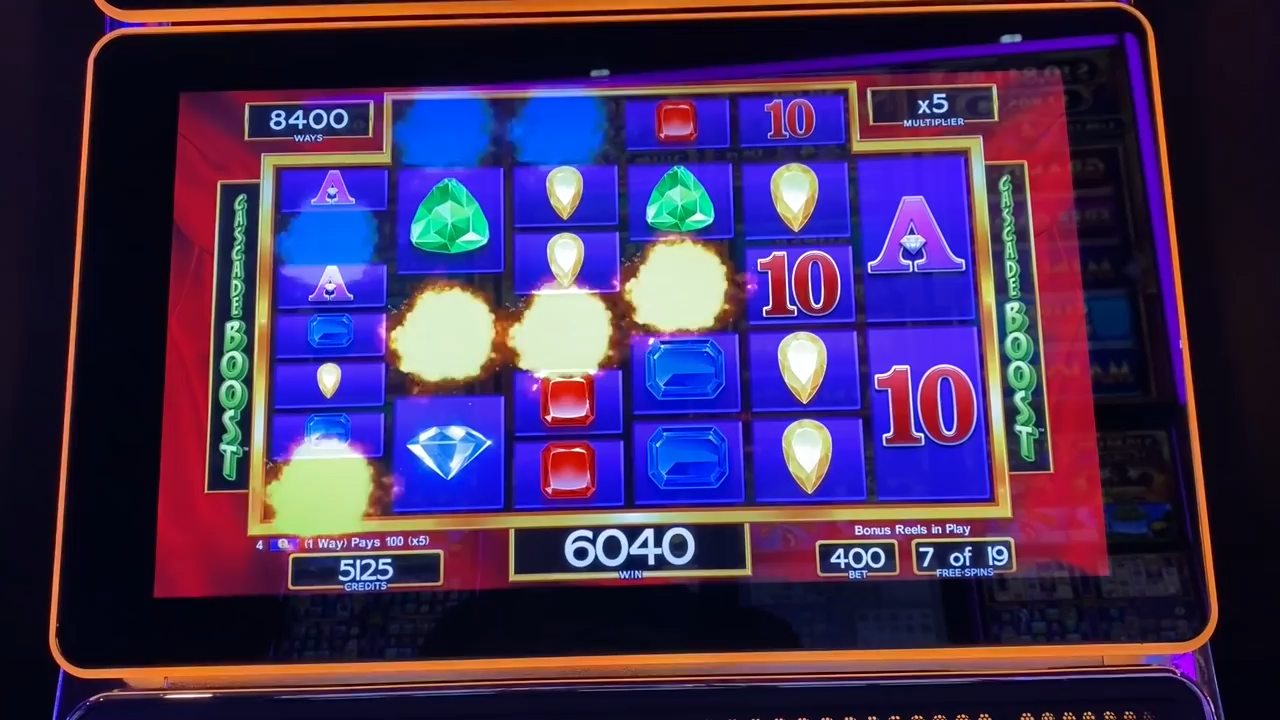 8400
WAYS
x5
MULTIPLIER
10
A
A
A
10
10
CASCADE BOOST
CASCADE BOOST
4 (1 Way) Pays 100 (x5)
5125
CREDITS
6040
WIN
Bonus Reels in Play
400
BET
7 of 19
FREE SPINS